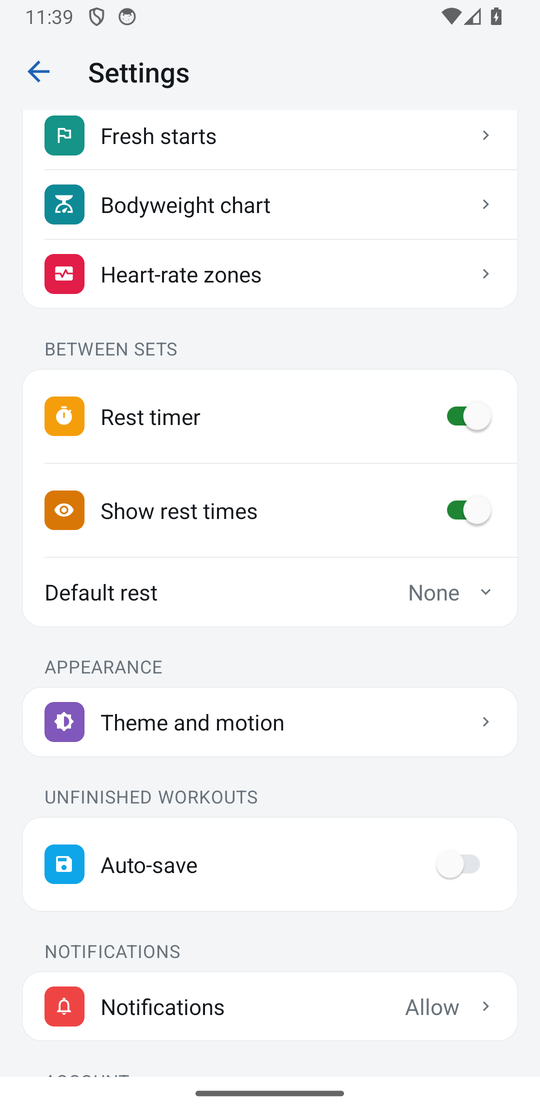 11:39
Settings
Fresh starts
Bodyweight chart
Heart-rate zones
BETWEEN SETS
Rest timer
Show rest times
Default rest None
APPEARANCE
Theme and motion
UNFINISHED WORKOUTS
Auto-save
NOTIFICATIONS
Notifications Allow